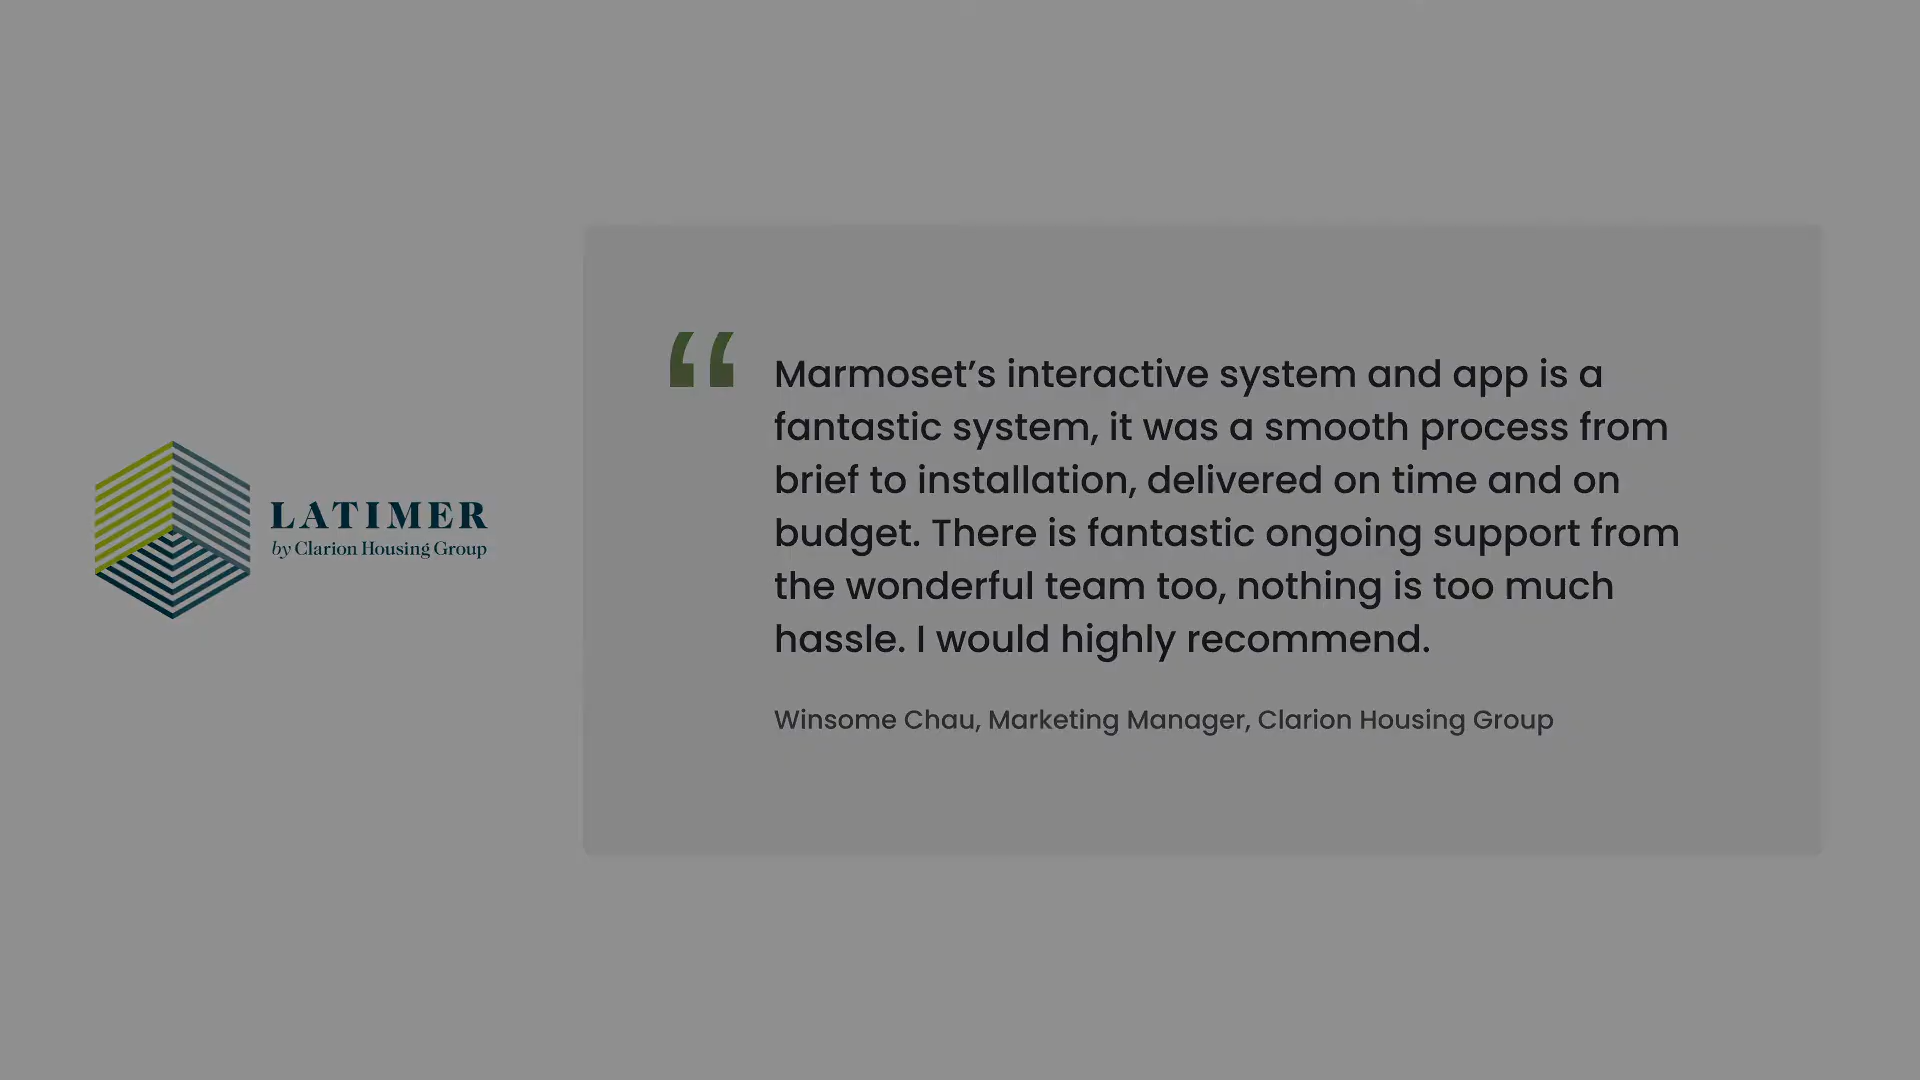 LATIMER
by Clarion Housing Group
“
Marmoset’s interactive system and app is a
fantastic system, it was a smooth process from
brief to installation, delivered on time and on
budget. There is fantastic ongoing support from
the wonderful team too, nothing is too much
hassle. I would highly recommend.
Winsome Chau, Marketing Manager, Clarion Housing Group